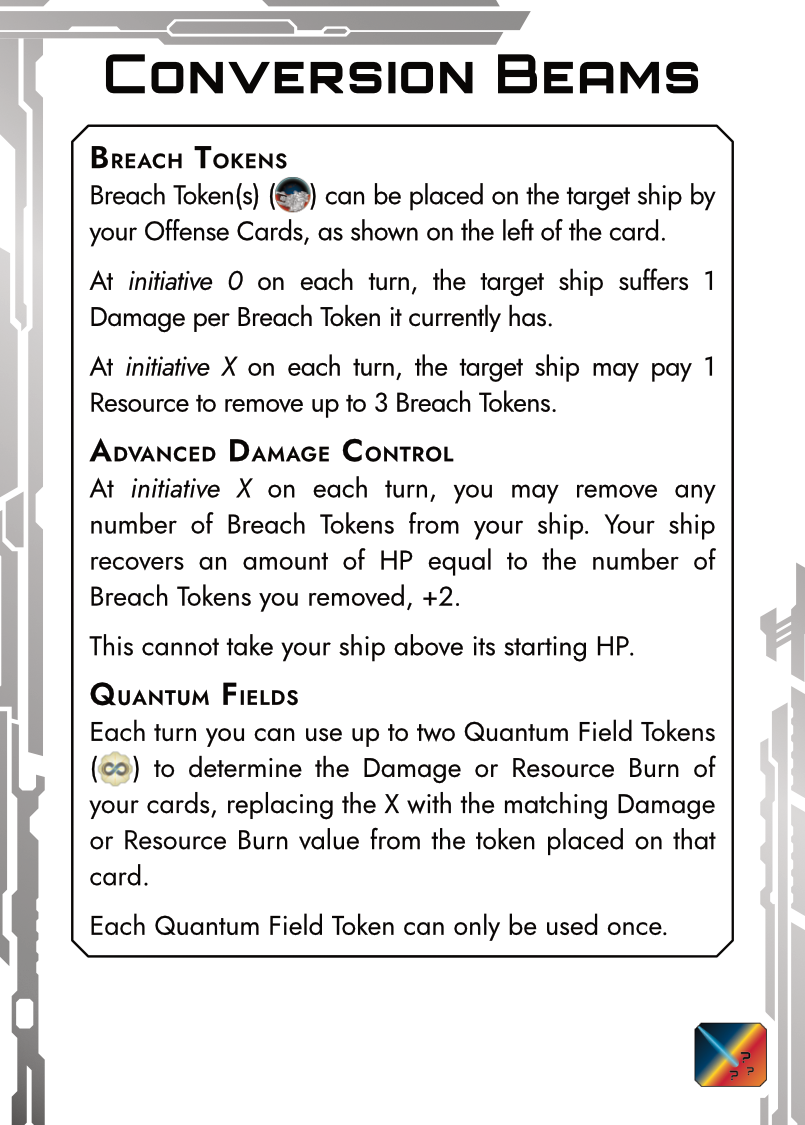 Conversion Beams
Breach Tokens
Breach Token(s) ( ) can be placed on the target ship by
your Offense Cards, as shown on the left of the card.
At initiative 0 on each turn, the target ship suffers 1
Damage per Breach Token it currently has.
At initiative X on each turn, the target ship may pay 1
Resource to remove up to 3 Breach Tokens.
Advanced Damage Control
At initiative X on each turn, you may remove any
number of Breach Tokens from your ship. Your ship
recovers an amount of HP equal to the number of
Breach Tokens you removed, +2.
This cannot take your ship above its starting HP.
Quantum Fields
Each turn you can use up to two Quantum Field Tokens
(∞) to determine the Damage or Resource Burn of
your cards, replacing the X with the matching Damage
or Resource Burn value from the token placed on that
card.
Each Quantum Field Token can only be used once.
?
? ?